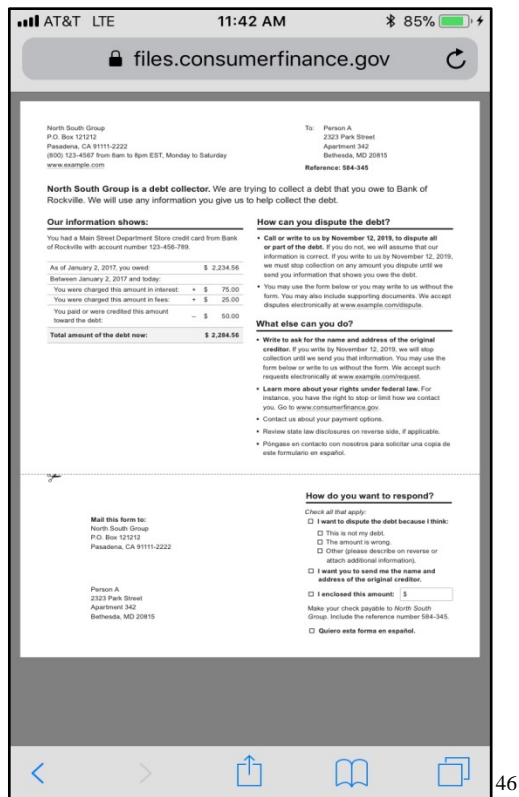 AT&T LTE 11:42 AM 85%
files.consumerfinance.gov
North South Group
P.O. Box 121212
Pasadena, CA 91111-2222
(800) 123-4567 from 8am to 8pm EST, Monday to Saturday
www.example.com
To: Person A
2323 Park Street
Apartment 342
Bethesda, MD 20815
Reference: 584-345
North South Group is a debt collector. We are trying to collect a debt that you owe to Bank of
Rockville. We will use any information you give us to help collect the debt.
Our information shows:
You had a Main Street Department Store credit card from Bank
of Rockville with account number 123-456-789.
As of January 2, 2017, you owed: $ 2,234.56
Between January 2, 2017 and today:
You were charged this amount in interest: + $ 75.00
You were charged this amount in fees: + $ 25.00
You paid or were credited this amount
toward the debt: – $ 50.00
Total amount of the debt now: $ 2,284.56
How can you dispute the debt?
• Call or write to us by November 12, 2019, to dispute all
or part of the debt. If you do not, we will assume that our
information is correct. If you write to us by November 12, 2019,
we must stop collection on any amount you dispute until we
send you information that shows you owe the debt.
• You may use the form below or you may write to us without the
form. You may also include supporting documents. We accept
disputes electronically at www.example.com/dispute.
What else can you do?
• Write to ask for the name and address of the original
creditor. If you write by November 12, 2019, we will stop
collection until we send you that information. You may use the
form below or write to us without the form. We accept such
requests electronically at www.example.com/request.
• Learn more about your rights under federal law. For
instance, you have the right to stop or limit how we contact
you. Go to www.consumerfinance.gov.
• Contact us about your payment options.
• Review state law disclosures on reverse side, if applicable.
• Póngase en contacto con nosotros para solicitar una copia de
este formulario en español.
Mail this form to:
North South Group
P.O. Box 121212
Pasadena, CA 91111-2222
Person A
2323 Park Street
Apartment 342
Bethesda, MD 20815
How do you want to respond?
Check all that apply:
☐ I want to dispute the debt because I think:
☐ This is not my debt.
☐ The amount is wrong.
☐ Other (please describe on reverse or
attach additional information).
☐ I want you to send me the name and
address of the original creditor.
☐ I enclosed this amount: $
Make your check payable to North South
Group. Include the reference number 584-345.
☐ Quiero esta forma en español.
46